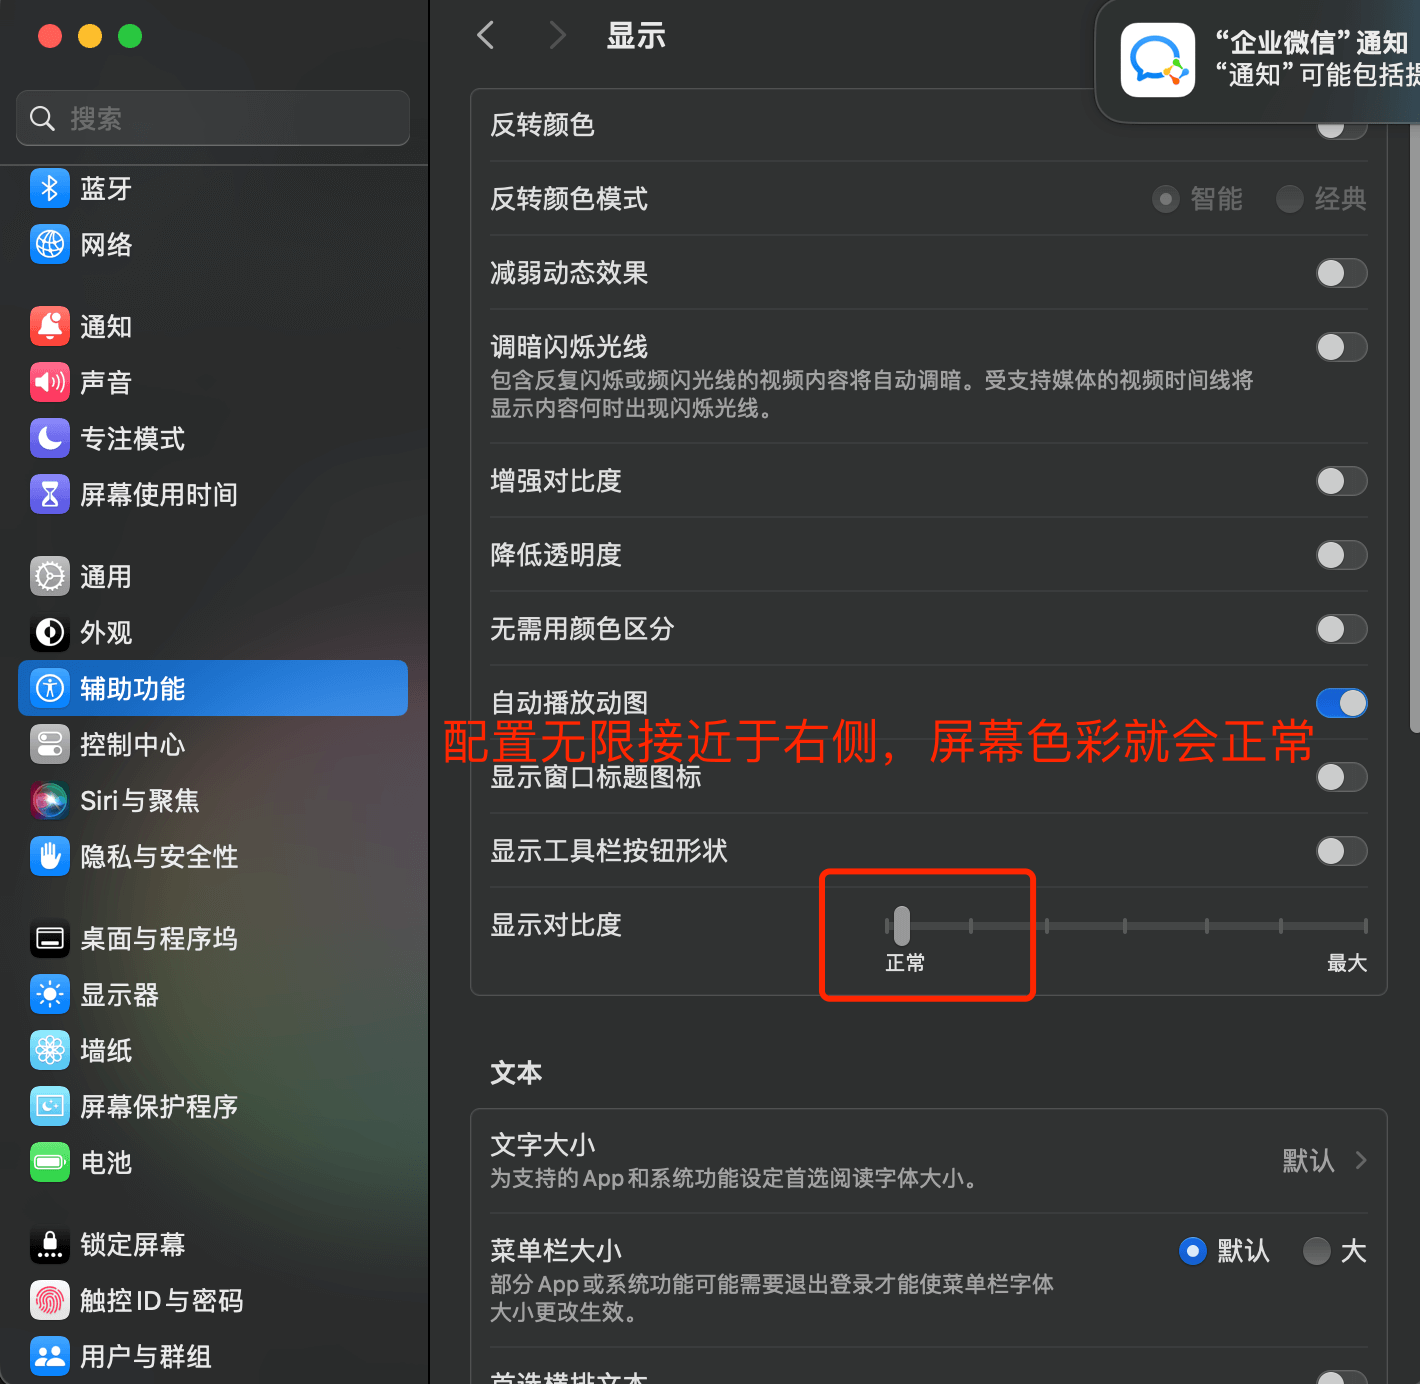 显示
“企业微信”通知
“通知”可能包括提
搜索
蓝牙
网络
通知
声音
专注模式
屏幕使用时间
通用
外观
辅助功能
控制中心
Siri与聚焦
隐私与安全性
桌面与程序坞
显示器
墙纸
屏幕保护程序
电池
锁定屏幕
触控ID与密码
用户与群组
反转颜色
反转颜色模式
智能
经典
减弱动态效果
调暗闪烁光线
包含反复闪烁或频闪光线的视频内容将自动调暗。受支持媒体的视频时间线将
显示内容何时出现闪烁光线。
增强对比度
降低透明度
无需用颜色区分
自动播放动图
配置无限接近于右侧，屏幕色彩就会正常
显示窗口标题图标
显示工具栏按钮形状
显示对比度
正常
最大
文本
文字大小
为支持的App和系统功能设定首选阅读字体大小。
默认
菜单栏大小
默认
大
部分App或系统功能可能需要退出登录才能使菜单栏字体
大小更改生效。
首选横排文本